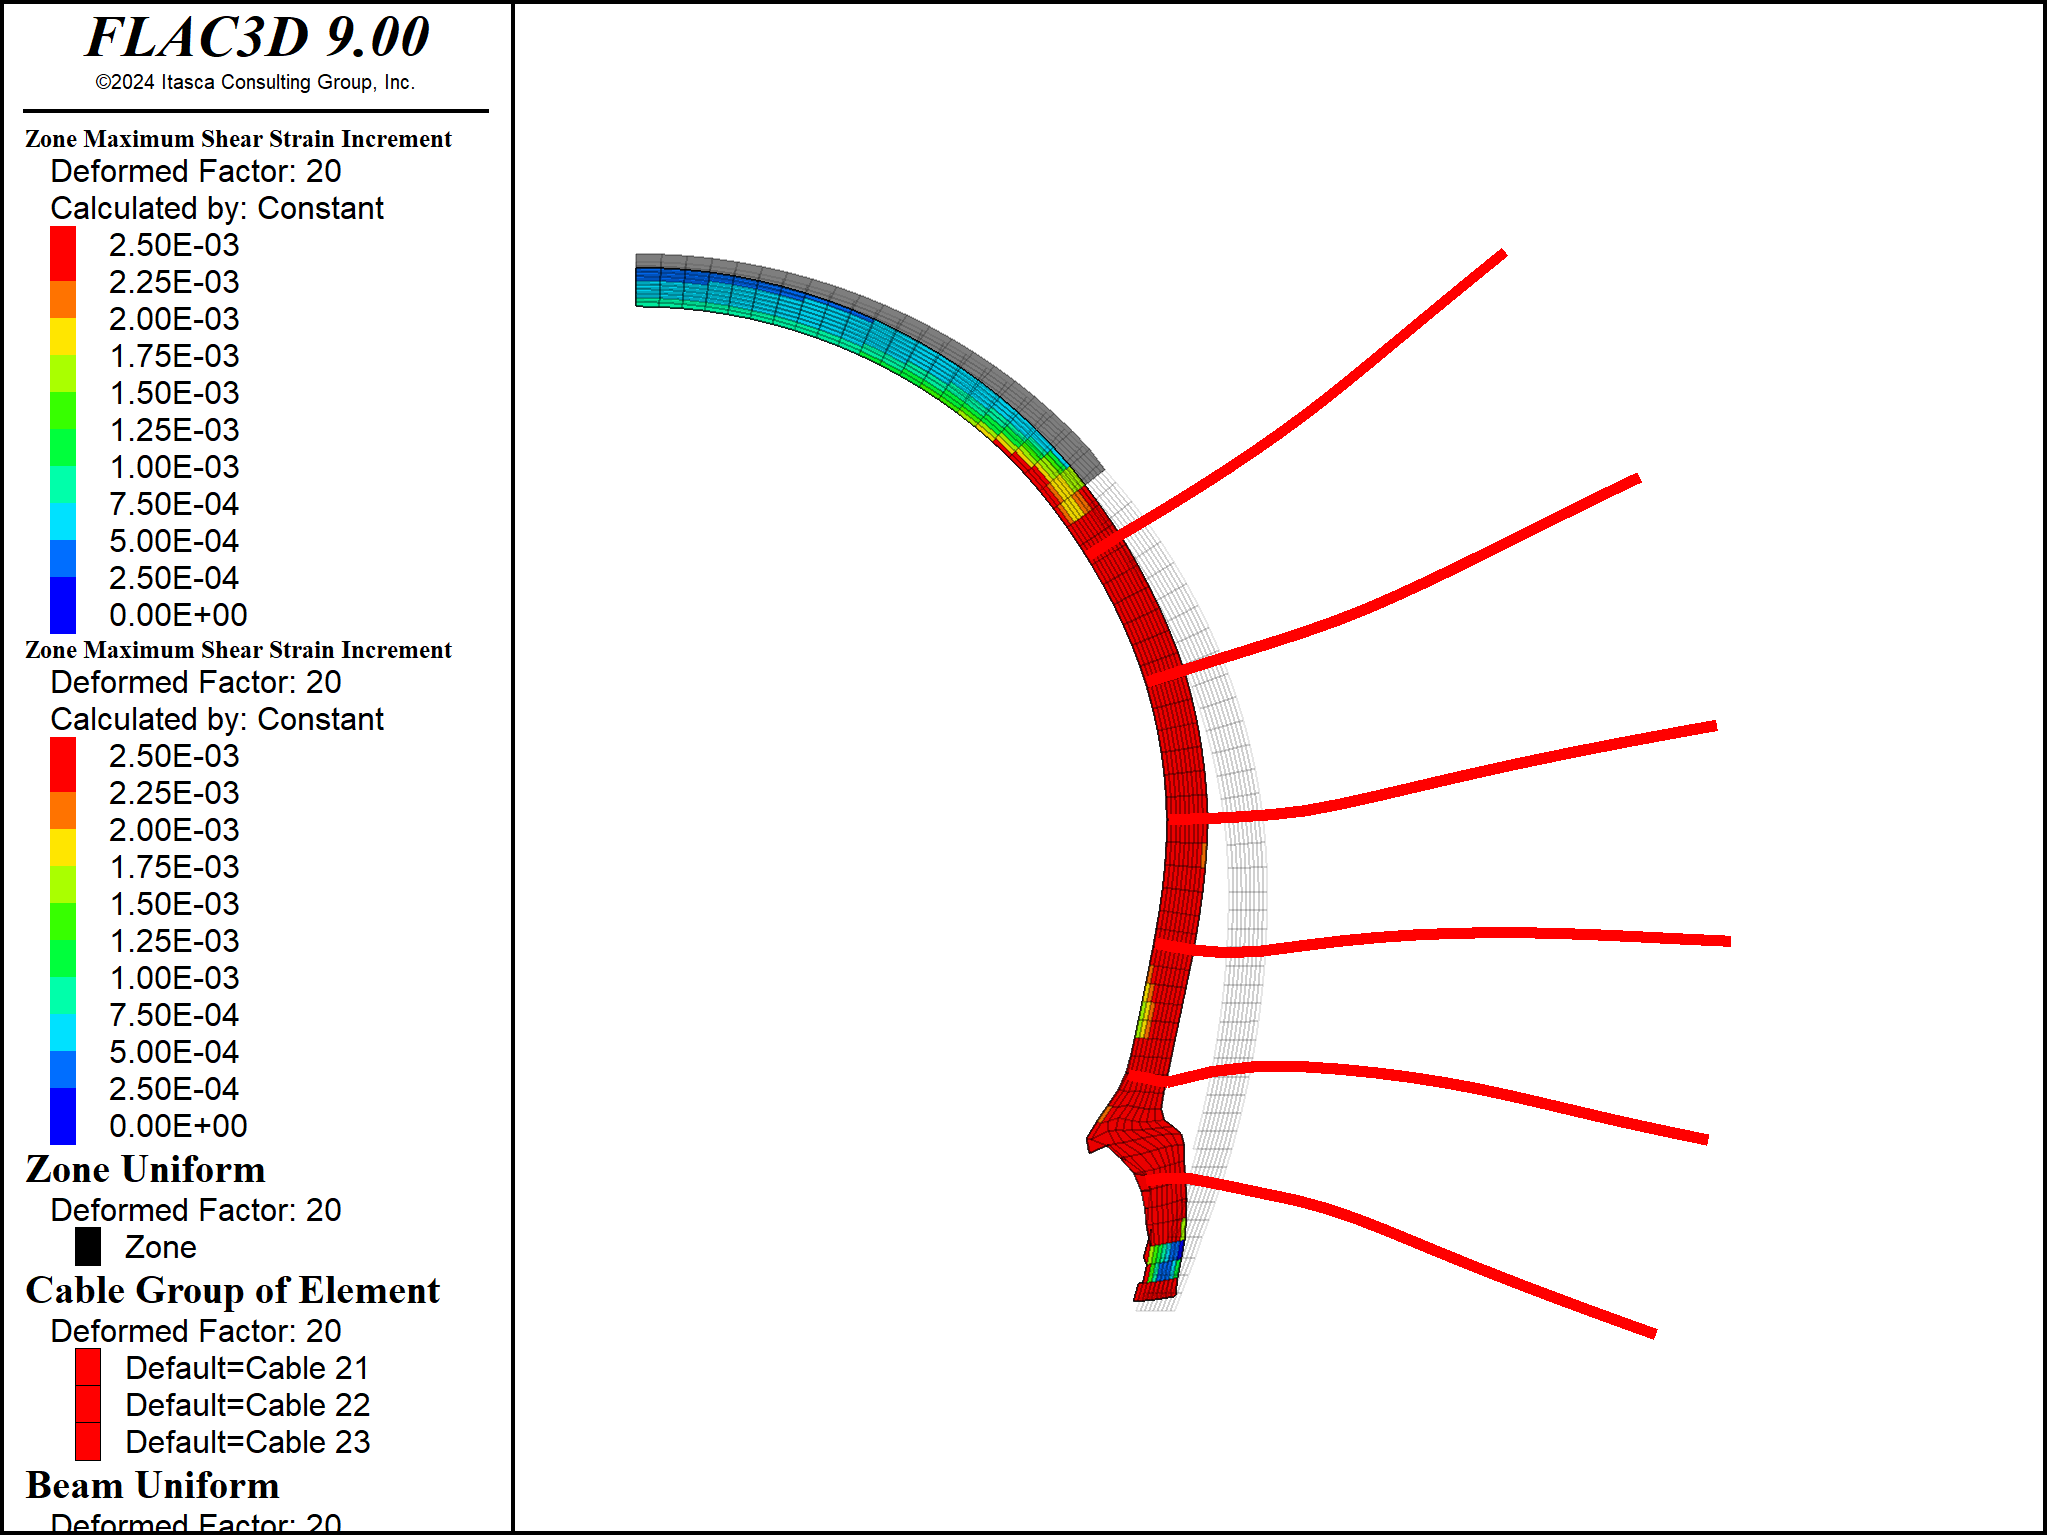 FLAC3D 9.00
©2024 Itasca Consulting Group, Inc.
Zone Maximum Shear Strain Increment
Deformed Factor: 20
Calculated by: Constant
2.50E-03
2.25E-03
2.00E-03
1.75E-03
1.50E-03
1.25E-03
1.00E-03
7.50E-04
5.00E-04
2.50E-04
0.00E+00
Zone Maximum Shear Strain Increment
Deformed Factor: 20
Calculated by: Constant
2.50E-03
2.25E-03
2.00E-03
1.75E-03
1.50E-03
1.25E-03
1.00E-03
7.50E-04
5.00E-04
2.50E-04
0.00E+00
Zone Uniform
Deformed Factor: 20
Zone
Cable Group of Element
Deformed Factor: 20
Default=Cable 21
Default=Cable 22
Default=Cable 23
Beam Uniform
Deformed Factor: 20